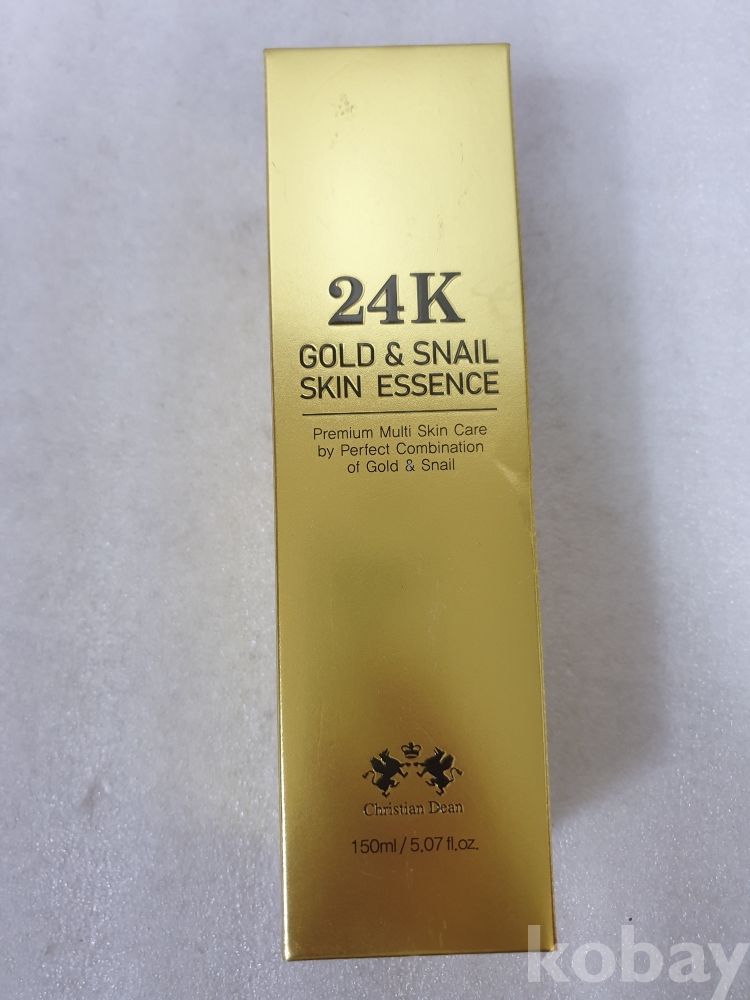 24K
GOLD & SNAIL
SKIN ESSENCE
Premium Multi Skin Care
by Perfect Combination
of Gold & Snail
Christian Dean
150ml/5.07 fl.oz.
kobay